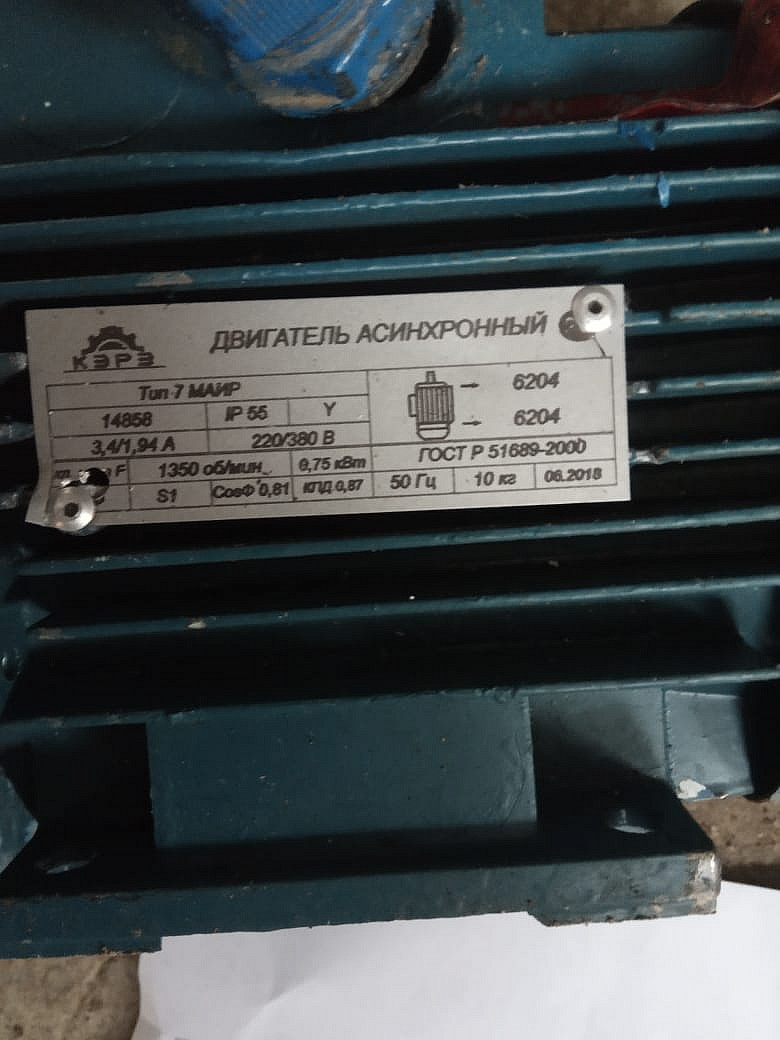 КЭРЗ
ДВИГАТЕЛЬ АСИНХРОННЫЙ
Тип 7 МАИР
14858 IP 55 Y
3,4/1,94 А 220/380 В
F 1350 об/мин 0,75 кВт
S1 CosФ 0,81 КПД 0,87
6204
6204
ГОСТ Р 51689-2000
50 Гц 10 кг 06.2018